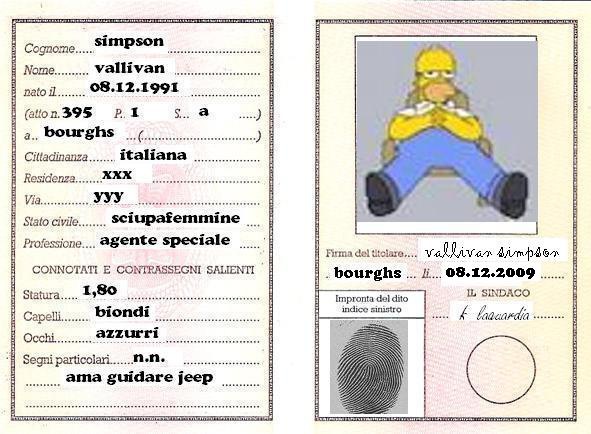 Cognome simpson
Nome vallivan
nato il 08.12.1991
(atto n. 395 P. 1 S... a ......)
a.. bourghs ...(........................)
Cittadinanza italiana
Residenza xxx
Via yyy
Stato civile sciupafemmine
Professione agente speciale
CONNOTATI E CONTRASSEGNI SALIENTI
Statura 1,80
Capelli biondi
Occhi azzurri
Segni particolari n.n.
ama guidare jeep
Firma del titolare vallivan simpson
bourghs ... li 08.12.2009
Impronta del dito
indice sinistro
IL SINDACO